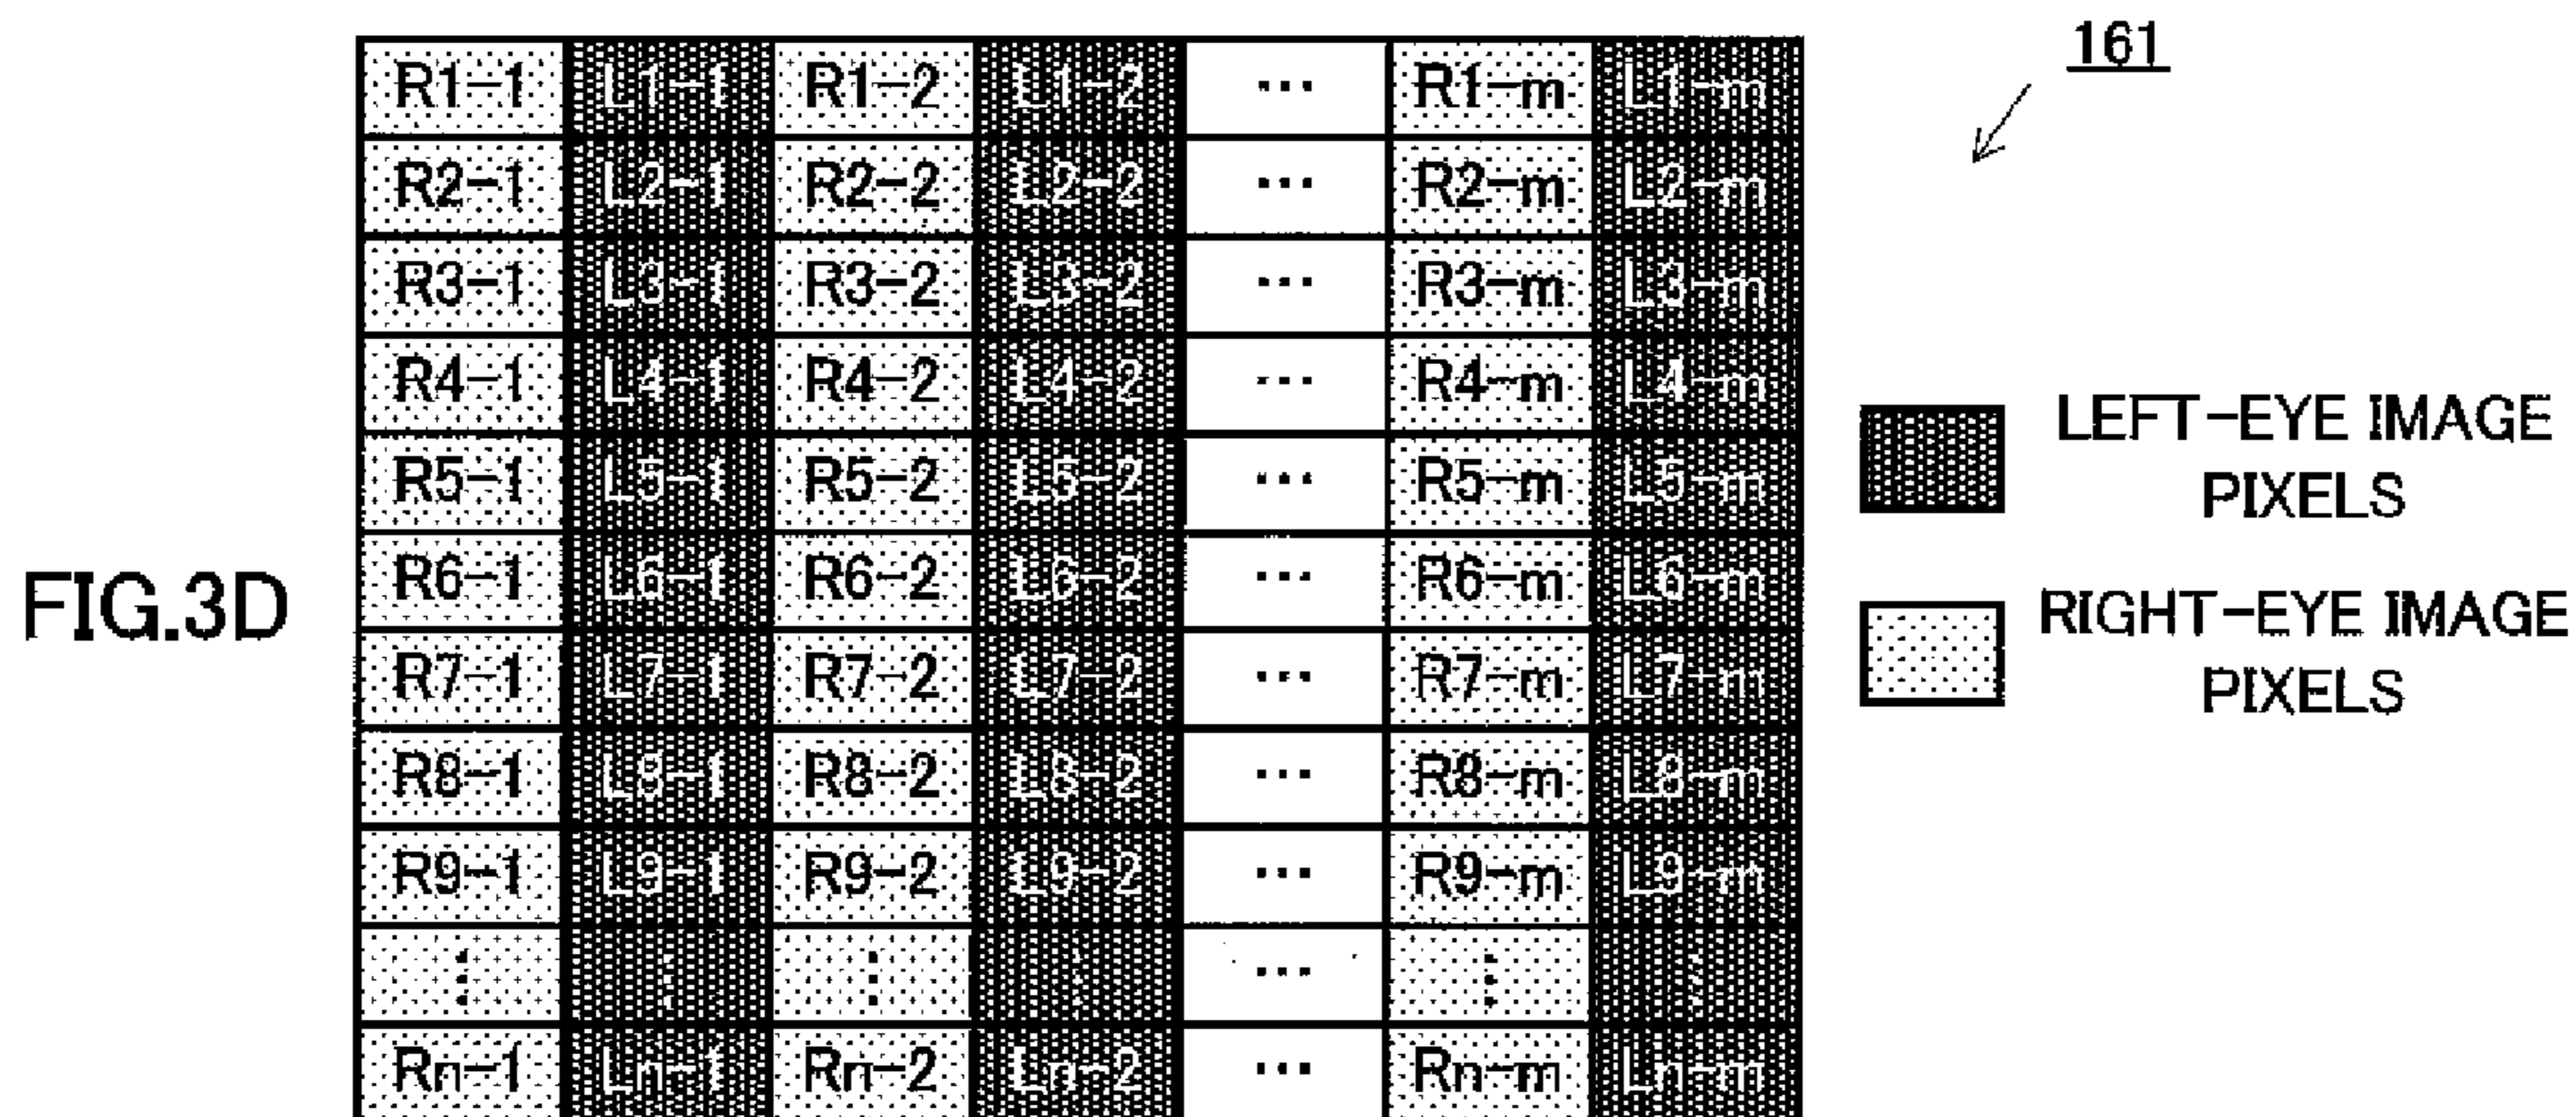 161
R1-1 L1-1 R1-2 L1-2 ... R1-m L1-m
R2-1 L2-1 R2-2 L2-2 ... R2-m L2-m
R3-1 L3-1 R3-2 L3-2 ... R3-m L3-m
R4-1 L4-1 R4-2 L4-2 ... R4-m L4-m
R5-1 L5-1 R5-2 L5-2 ... R5-m L5-m
R6-1 L6-1 R6-2 L6-2 ... R6-m L6-m
R7-1 L7-1 R7-2 L7-2 ... R7-m L7-m
R8-1 L8-1 R8-2 L8-2 ... R8-m L8-m
R9-1 L9-1 R9-2 L9-2 ... R9-m L9-m
⋮ ⋮ ⋮ ⋮ ... ⋮ ⋮
Rn-1 Ln-1 Rn-2 Ln-2 ... Rn-m Ln-m
FIG.3D
LEFT-EYE IMAGE
PIXELS
RIGHT-EYE IMAGE
PIXELS